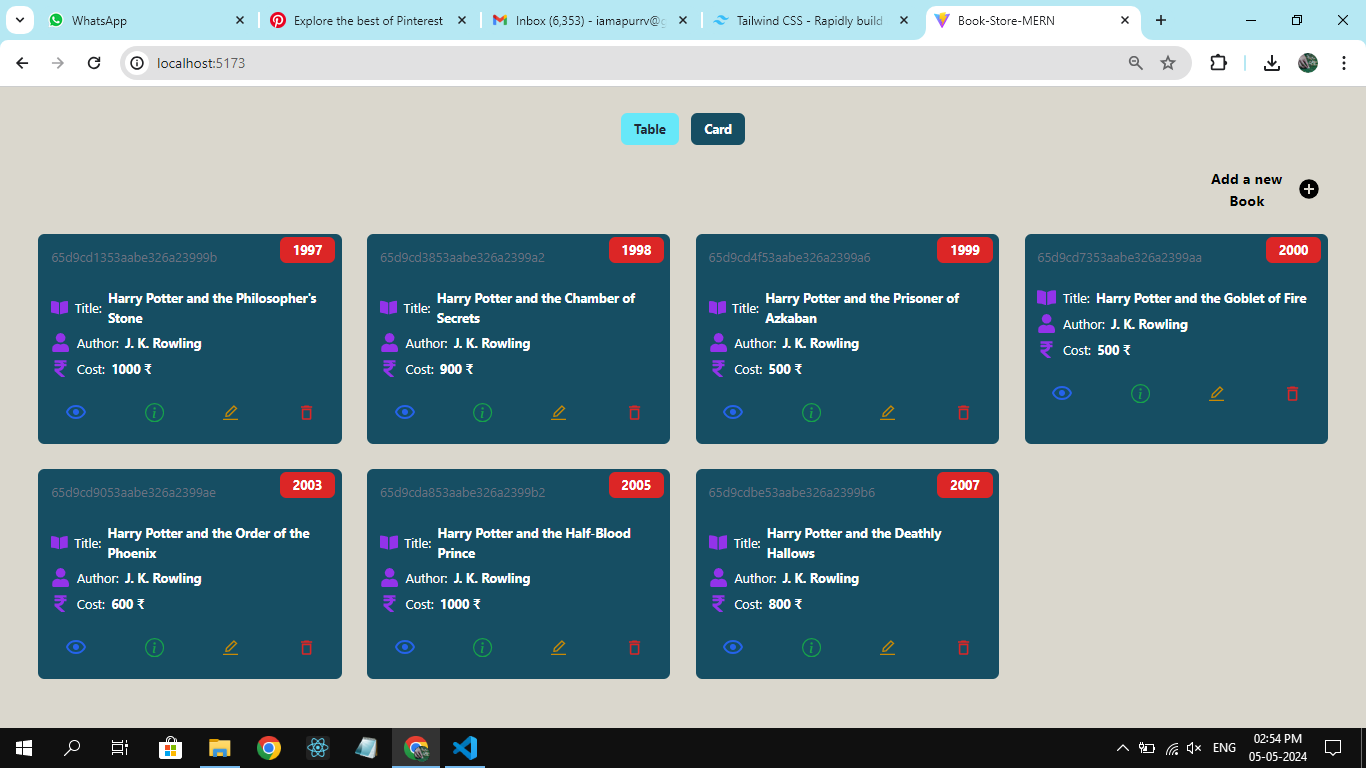 WhatsApp
Explore the best of Pinterest
Inbox (6,353) - iamapurrv@g
Tailwind CSS - Rapidly build
Book-Store-MERN
localhost:5173
Table
Card
Add a new
Book
65d9cd1353aabe326a23999b
1997
Title: Harry Potter and the Philosopher's
Stone
Author: J. K. Rowling
Cost: 1000 ₹
65d9cd3853aabe326a2399a2
1998
Title: Harry Potter and the Chamber of
Secrets
Author: J. K. Rowling
Cost: 900 ₹
65d9cd4f53aabe326a2399a6
1999
Title: Harry Potter and the Prisoner of
Azkaban
Author: J. K. Rowling
Cost: 500 ₹
65d9cd7353aabe326a2399aa
2000
Title: Harry Potter and the Goblet of Fire
Author: J. K. Rowling
Cost: 500 ₹
65d9cd9053aabe326a2399ae
2003
Title: Harry Potter and the Order of the
Phoenix
Author: J. K. Rowling
Cost: 600 ₹
65d9cda853aabe326a2399b2
2005
Title: Harry Potter and the Half-Blood
Prince
Author: J. K. Rowling
Cost: 1000 ₹
65d9cdbe53aabe326a2399b6
2007
Title: Harry Potter and the Deathly
Hallows
Author: J. K. Rowling
Cost: 800 ₹
ENG
02:54 PM
05-05-2024